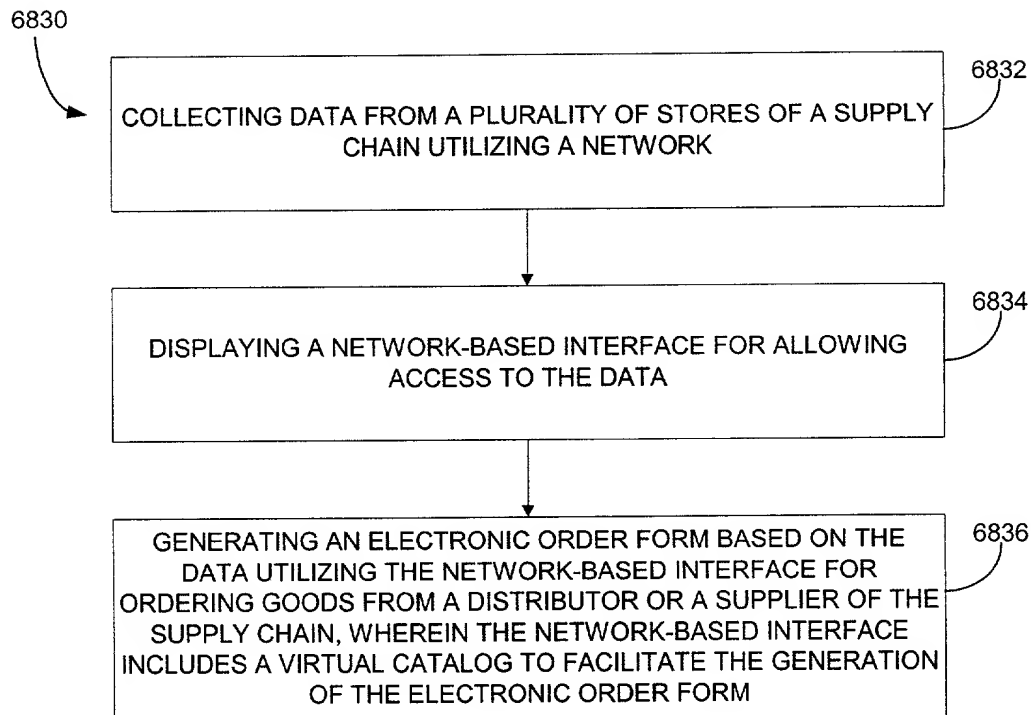 6830
6832
COLLECTING DATA FROM A PLURALITY OF STORES OF A SUPPLY
CHAIN UTILIZING A NETWORK
6834
DISPLAYING A NETWORK-BASED INTERFACE FOR ALLOWING
ACCESS TO THE DATA
6836
GENERATING AN ELECTRONIC ORDER FORM BASED ON THE
DATA UTILIZING THE NETWORK-BASED INTERFACE FOR
ORDERING GOODS FROM A DISTRIBUTOR OR A SUPPLIER OF THE
SUPPLY CHAIN, WHEREIN THE NETWORK-BASED INTERFACE
INCLUDES A VIRTUAL CATALOG TO FACILITATE THE GENERATION
OF THE ELECTRONIC ORDER FORM